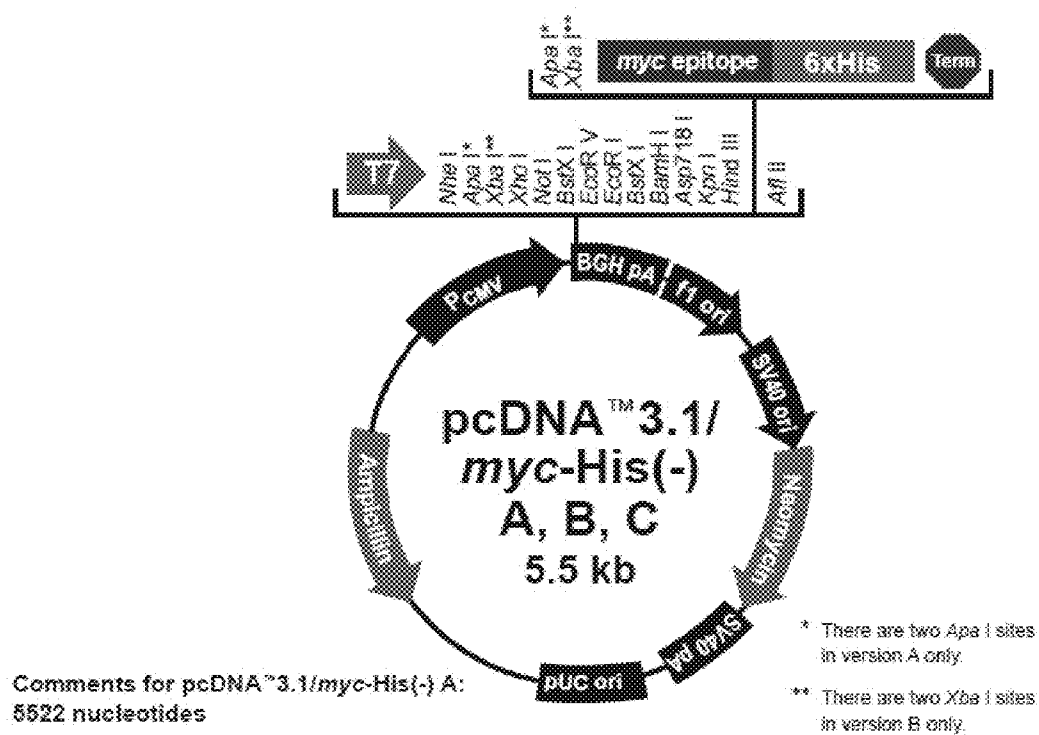 Apa I*
Xba I**
myc epitope
6xHis
Term
T7
Nhe I
Apa I*
Xba I**
Xho I
Not I
BstX I
EcoR V
EcoR I
BstX I
BamH I
Asp718 I
Kpn I
Hind III
Afl II
PCMV
BGH pA
f1 ori
SV40 ori
Neomycin
SV40 pA
pUC ori
Ampicillin
pcDNA™3.1/
myc-His(-)
A, B, C
5.5 kb
* There are two Apa I sites
in version A only.
** There are two Xba I sites
in version B only.
Comments for pcDNA™3.1/myc-His(-) A:
5522 nucleotides